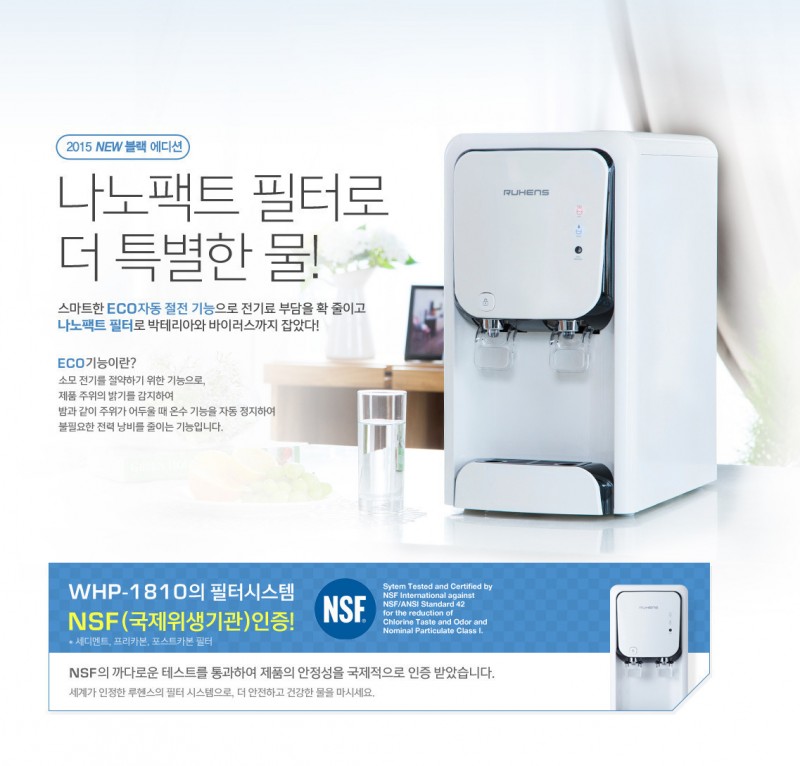 2015 NEW 블랙 에디션
나노팩트 필터로
더 특별한 물!
스마트한 ECO자동 절전 기능으로 전기료 부담을 확 줄이고
나노팩트 필터로 박테리아와 바이러스까지 잡았다!
ECO기능이란?
소모 전기를 절약하기 위한 기능으로,
제품 주위의 밝기를 감지하여
밤과 같이 주위가 어두울 때 온수 기능을 자동 정지하여
불필요한 전력 낭비를 줄이는 기능입니다.
RUHENS
WHP-1810의 필터시스템
NSF(국제위생기관)인증!
* 세디멘트, 프리카본, 포스트카본 필터
NSF
Sytem Tested and Certified by
NSF International against
NSF/ANSI Standard 42
for the reduction of
Chlorine Taste and Odor and
Nominal Particulate Class I.
RUHENS
NSF의 까다로운 테스트를 통과하여 제품의 안정성을 국제적으로 인증 받았습니다.
세계가 인정한 루헨스의 필터 시스템으로, 더 안전하고 건강한 물을 마시세요.